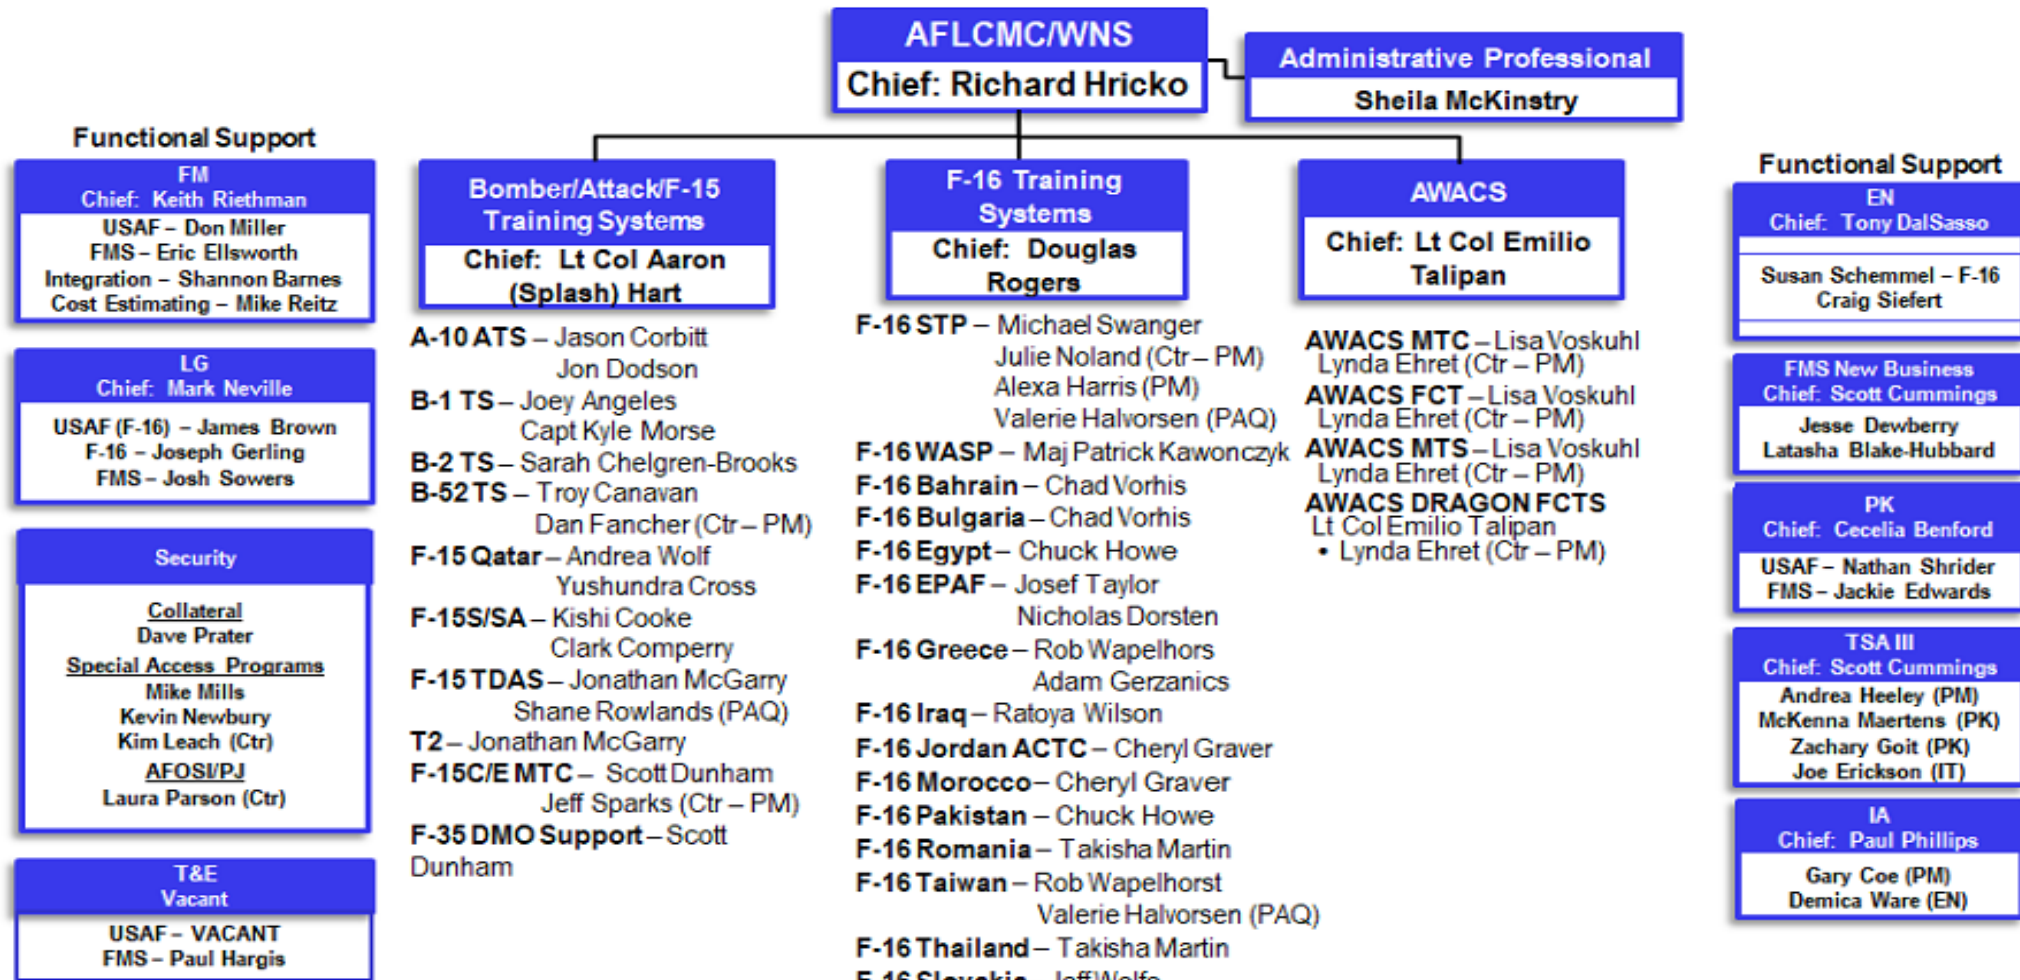 AFLCMC/WNS
Chief: Richard Hricko
Administrative Professional
Sheila McKinstry
Functional Support
FM
Chief: Keith Riethman
USAF – Don Miller
FMS – Eric Ellsworth
Integration – Shannon Barnes
Cost Estimating – Mike Reitz
LG
Chief: Mark Neville
USAF (F-16) – James Brown
F-16 – Joseph Gerling
FMS – Josh Sowers
Security
Collateral
Dave Prater
Special Access Programs
Mike Mills
Kevin Newbury
Kim Leach (Ctr)
AFOSI/PJ
Laura Parson (Ctr)
T&E
Vacant
USAF – VACANT
FMS – Paul Hargis
Bomber/Attack/F-15
Training Systems
Chief: Lt Col Aaron
(Splash) Hart
A-10 ATS – Jason Corbitt
Jon Dodson
B-1 TS – Joey Angeles
Capt Kyle Morse
B-2 TS – Sarah Chelgren-Brooks
B-52 TS – Troy Canavan
Dan Fancher (Ctr – PM)
F-15 Qatar – Andrea Wolf
Yushundra Cross
F-15S/SA – Kishi Cooke
Clark Comperry
F-15 TDAS – Jonathan McGarry
Shane Rowlands (PAQ)
T2 – Jonathan McGarry
F-15C/E MTC – Scott Dunham
Jeff Sparks (Ctr – PM)
F-35 DMO Support – Scott
Dunham
F-16 Training
Systems
Chief: Douglas
Rogers
F-16 STP – Michael Swanger
Julie Noland (Ctr – PM)
Alexa Harris (PM)
Valerie Halvorsen (PAQ)
F-16 WASP – Maj Patrick Kawonczyk
F-16 Bahrain – Chad Vorhis
F-16 Bulgaria – Chad Vorhis
F-16 Egypt – Chuck Howe
F-16 EPAF – Josef Taylor
Nicholas Dorsten
F-16 Greece – Rob Wapelhors
Adam Gerzanics
F-16 Iraq – Ratoya Wilson
F-16 Jordan ACTC – Cheryl Graver
F-16 Morocco – Cheryl Graver
F-16 Pakistan – Chuck Howe
F-16 Romania – Takisha Martin
F-16 Taiwan – Rob Wapelhorst
Valerie Halvorsen (PAQ)
F-16 Thailand – Takisha Martin
F-16 Slovakia – Jeff Wolfe
AWACS
Chief: Lt Col Emilio
Talipan
AWACS MTC – Lisa Voskuhl
Lynda Ehret (Ctr – PM)
AWACS FCT – Lisa Voskuhl
Lynda Ehret (Ctr – PM)
AWACS MTS – Lisa Voskuhl
Lynda Ehret (Ctr – PM)
AWACS DRAGON FCTS
Lt Col Emilio Talipan
• Lynda Ehret (Ctr – PM)
Functional Support
EN
Chief: Tony DalSasso
Susan Schemmel – F-16
Craig Siefert
FMS New Business
Chief: Scott Cummings
Jesse Dewberry
Latasha Blake-Hubbard
PK
Chief: Cecelia Benford
USAF – Nathan Shrider
FMS – Jackie Edwards
TSA III
Chief: Scott Cummings
Andrea Heeley (PM)
McKenna Maertens (PK)
Zachary Goit (PK)
Joe Erickson (IT)
IA
Chief: Paul Phillips
Gary Coe (PM)
Demica Ware (EN)